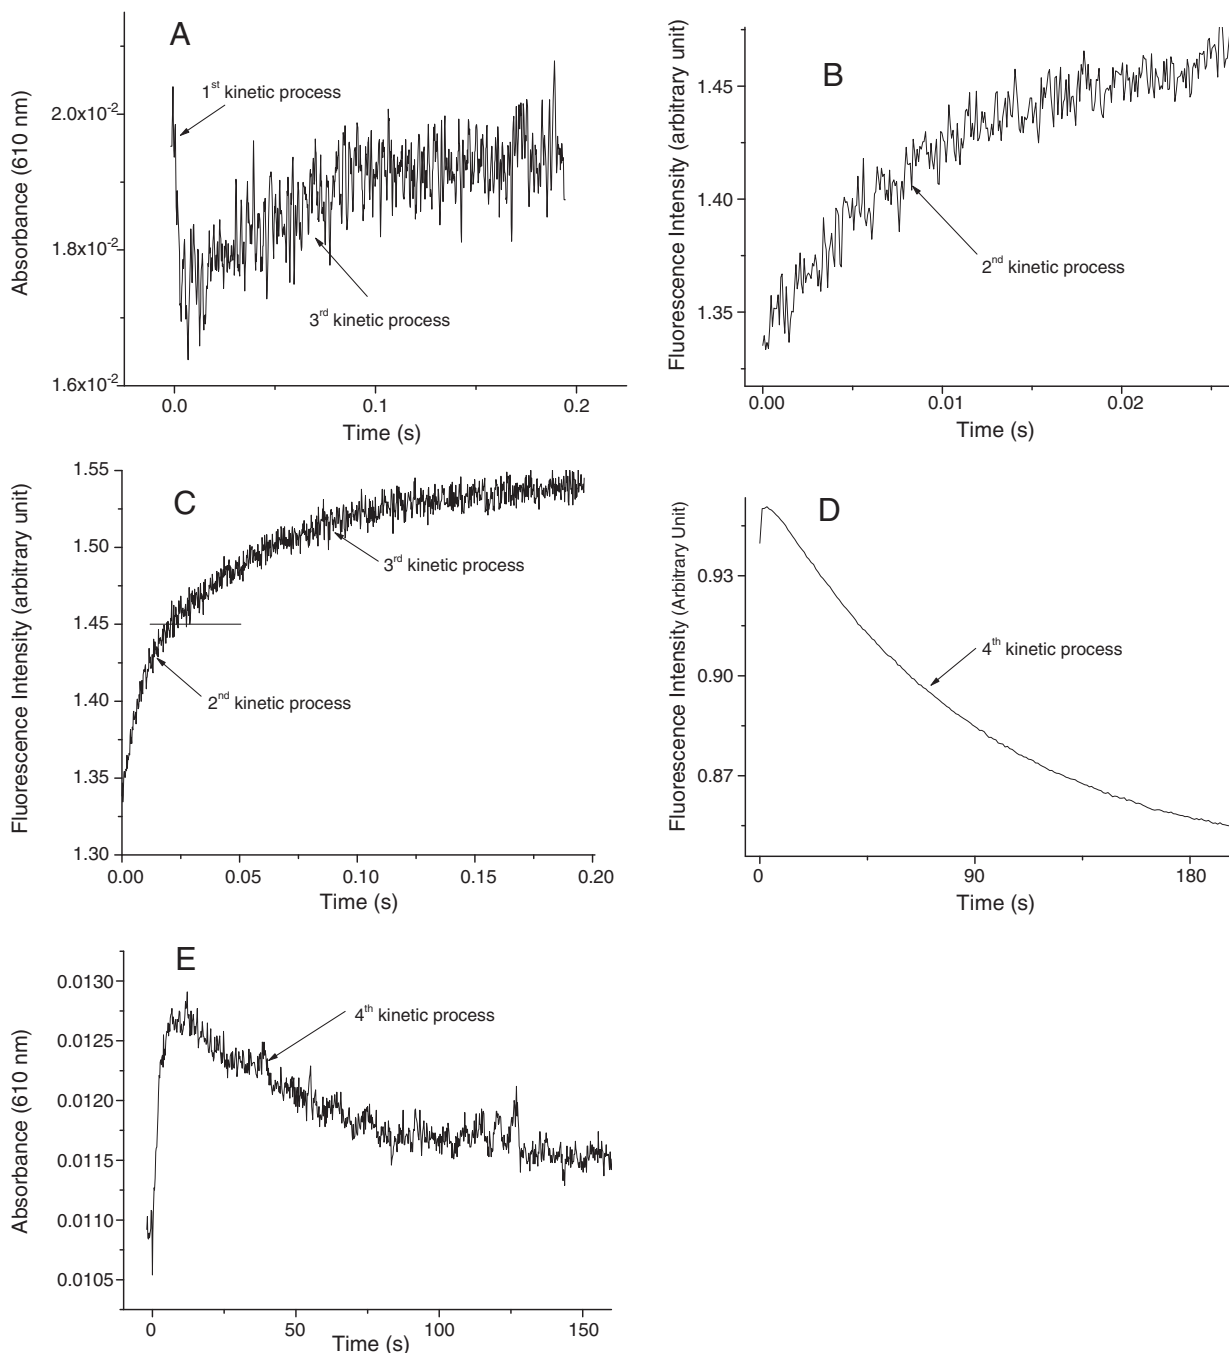 A
1st kinetic process
3rd kinetic process
2.0x10-2
1.8x10-2
1.6x10-2
Absorbance (610 nm)
0.0 0.1 0.2
Time (s)
B
2nd kinetic process
1.45
1.40
1.35
Fluorescence Intensity (arbitrary unit)
0.00 0.01 0.02
Time (s)
C
3rd kinetic process
2nd kinetic process
1.55
1.50
1.45
1.40
1.35
1.30
Fluorescence Intensity (arbitrary unit)
0.00 0.05 0.10 0.15 0.20
Time (s)
D
4th kinetic process
0.93
0.90
0.87
Fluorescence Intensity (Arbitrary Unit)
0 90 180
Time (s)
E
4th kinetic process
0.0130
0.0125
0.0120
0.0115
0.0110
0.0105
Absorbance (610 nm)
0 50 100 150
Time (s)